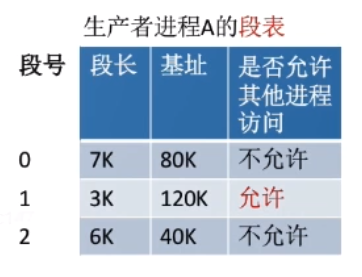 生产者进程A的段表
段号 段长 基址 是否允许
其他进程
访问
0 7K 80K 不允许
1 3K 120K 允许
2 6K 40K 不允许